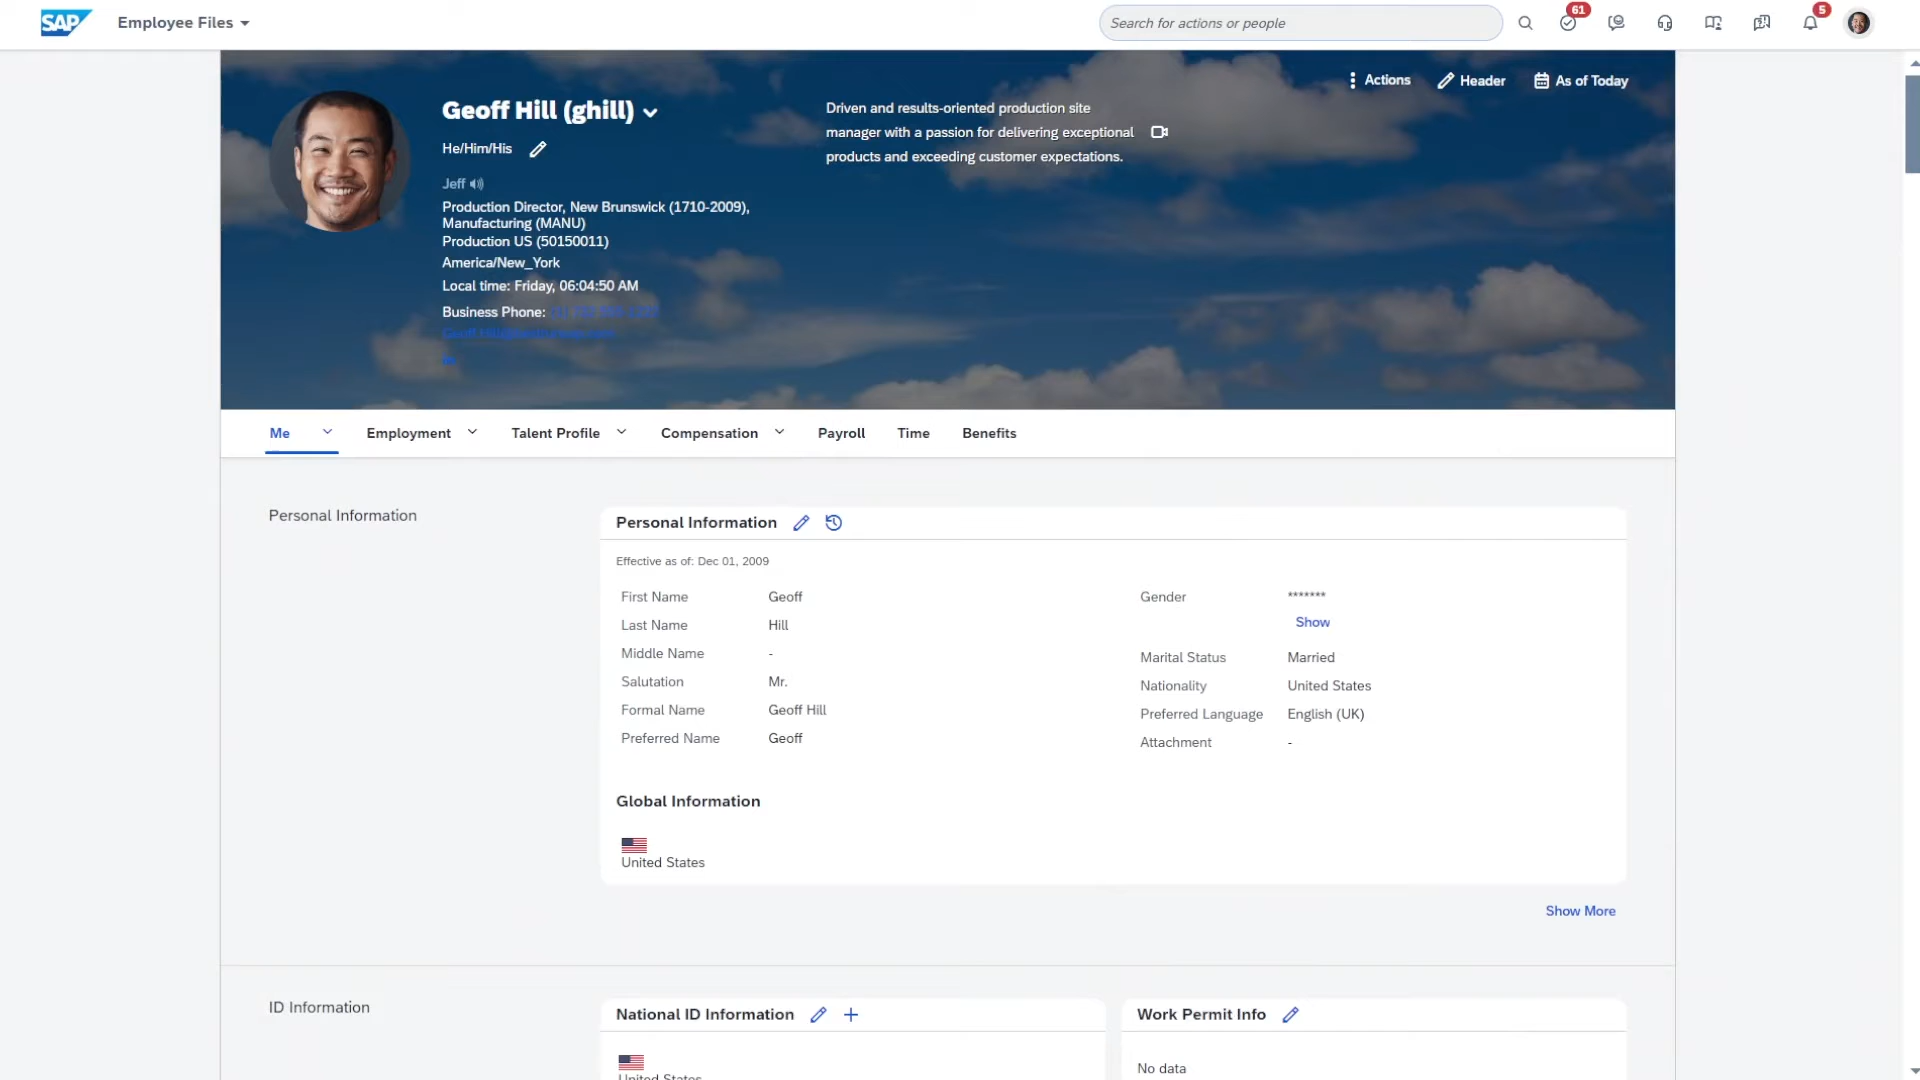 SAP
Employee Files
Search for actions or people
61
5
Actions
Header
As of Today
Geoff Hill (ghill)
He/Him/His
Jeff
Production Director, New Brunswick (1710-2009),
Manufacturing (MANU)
Production US (50150011)
America/New_York
Local time: Friday, 06:04:50 AM
Business Phone:
Driven and results-oriented production site
manager with a passion for delivering exceptional
products and exceeding customer expectations.
Me
Employment
Talent Profile
Compensation
Payroll
Time
Benefits
Personal Information
Personal Information
Effective as of: Dec 01, 2009
First Name Geoff
Last Name Hill
Middle Name -
Salutation Mr.
Formal Name Geoff Hill
Preferred Name Geoff
Gender *******
Show
Marital Status Married
Nationality United States
Preferred Language English (UK)
Attachment -
Global Information
United States
Show More
ID Information
National ID Information
United States
Work Permit Info
No data